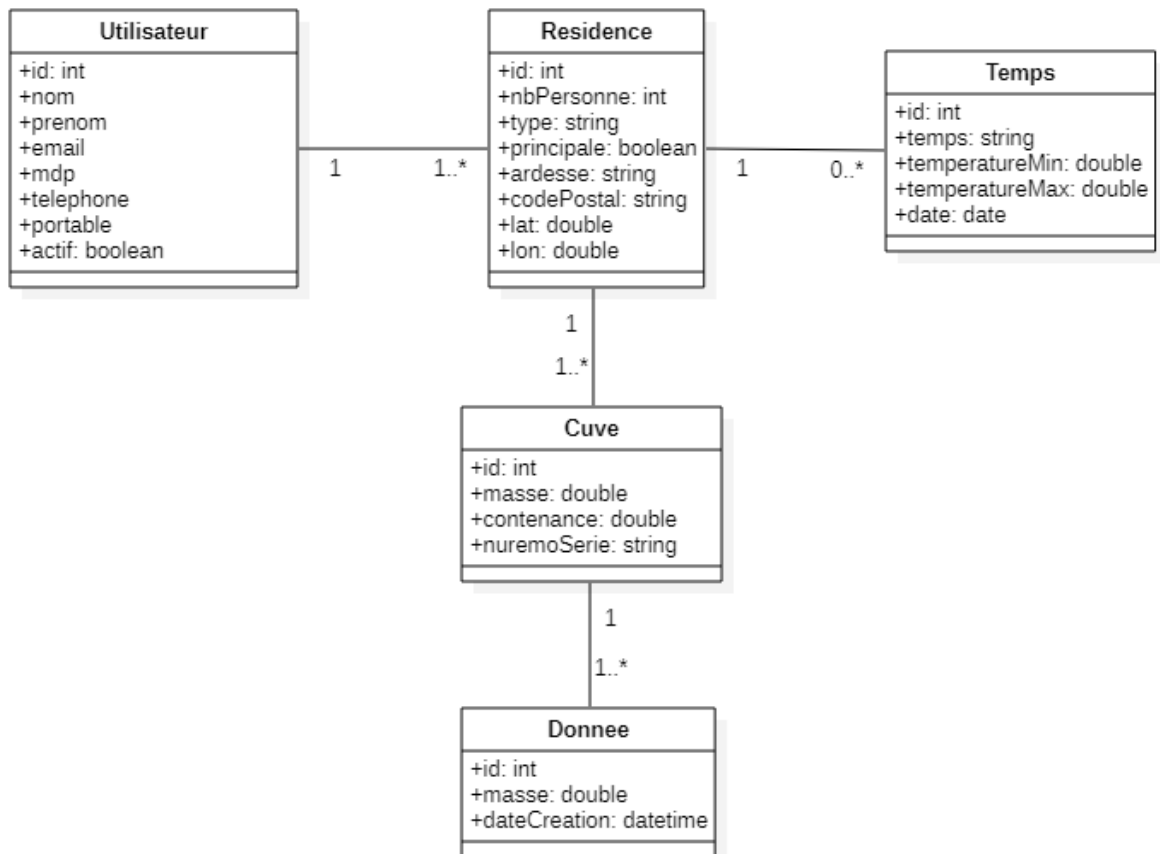 Utilisateur
+id: int
+nom
+prenom
+email
+mdp
+telephone
+portable
+actif: boolean
1
1..*
Residence
+id: int
+nbPersonne: int
+type: string
+principale: boolean
+ardesse: string
+codePostal: string
+lat: double
+lon: double
1
0..*
Temps
+id: int
+temps: string
+temperatureMin: double
+temperatureMax: double
+date: date
1
1..*
Cuve
+id: int
+masse: double
+contenance: double
+nuremoSerie: string
1
1..*
Donnee
+id: int
+masse: double
+dateCreation: datetime